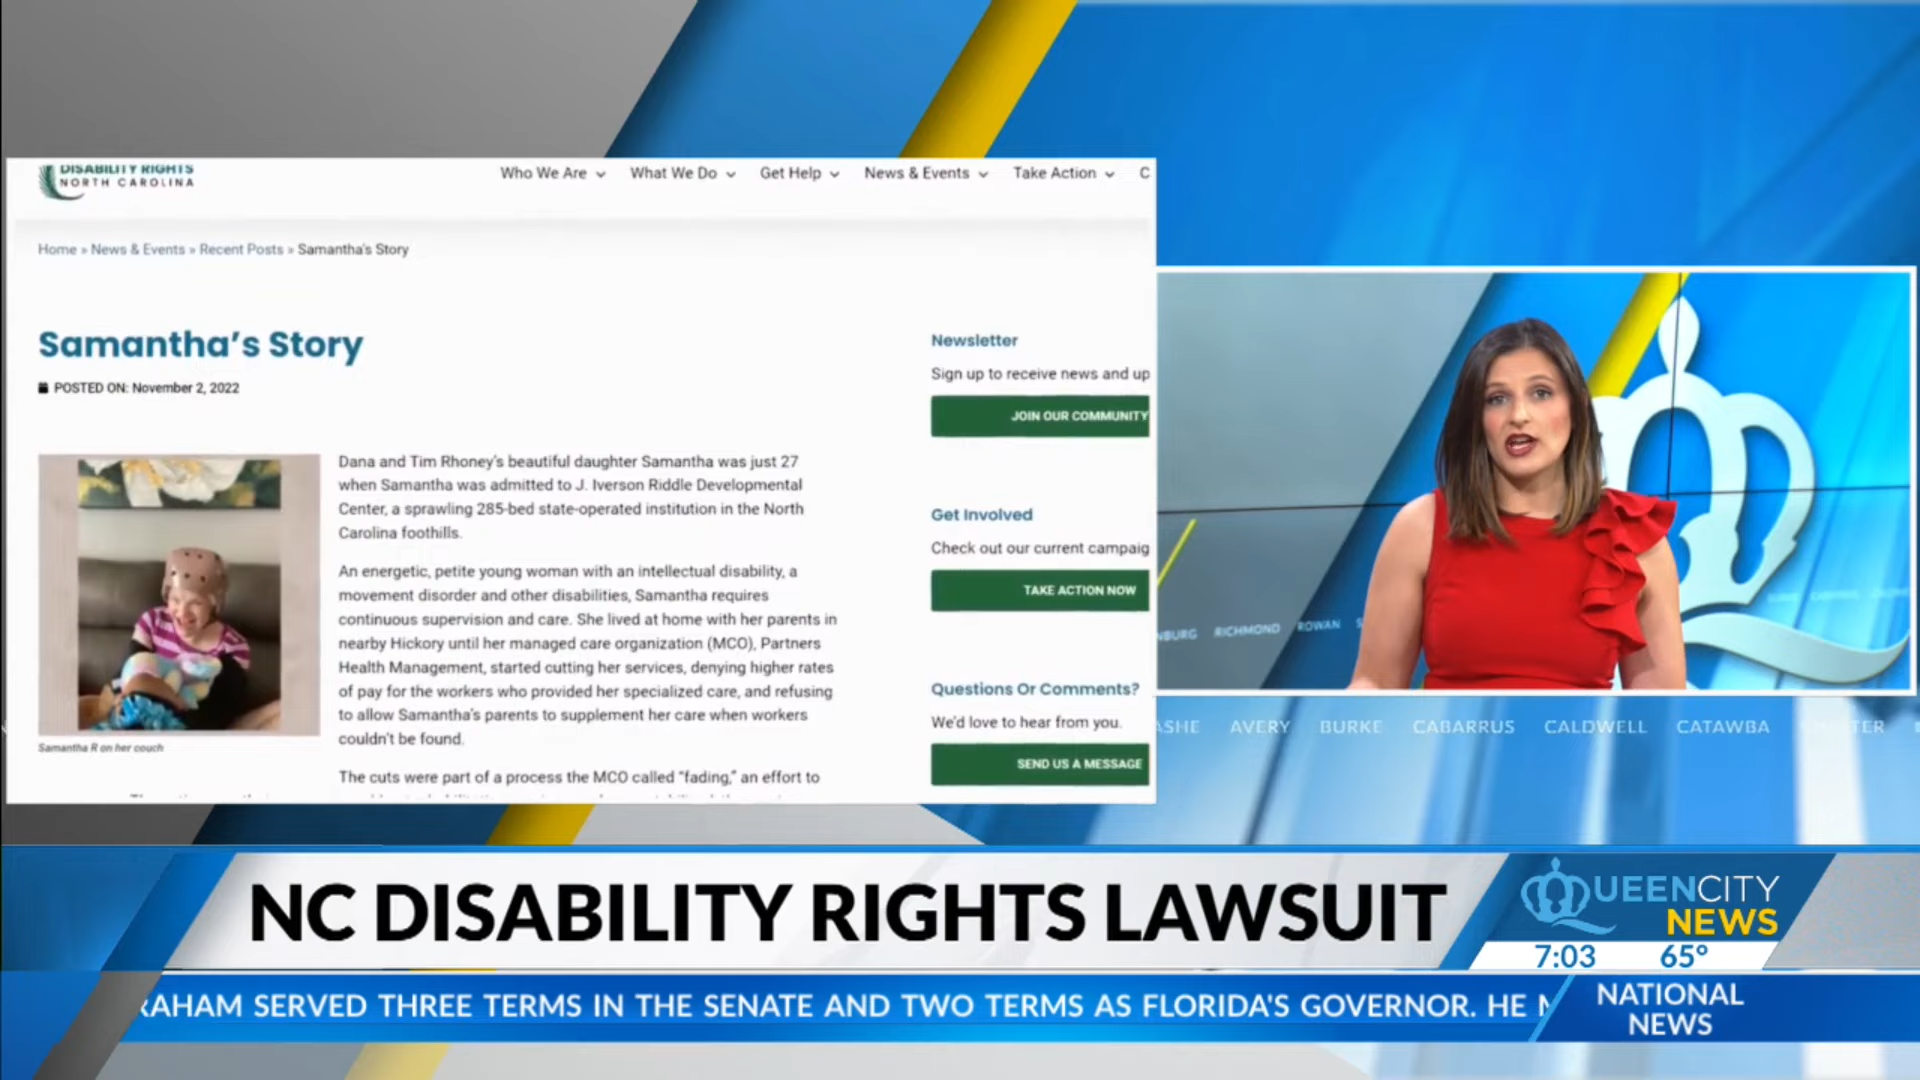 DISABILITY RIGHTS
NORTH CAROLINA
Who We Are What We Do Get Help News & Events Take Action C
Home » News & Events » Recent Posts » Samantha's Story
Samantha's Story
POSTED ON: November 2, 2022
Dana and Tim Rhoney's beautiful daughter Samantha was just 27
when Samantha was admitted to J. Iverson Riddle Developmental
Center, a sprawling 285-bed state-operated institution in the North
Carolina foothills.
An energetic, petite young woman with an intellectual disability, a
movement disorder and other disabilities, Samantha requires
continuous supervision and care. She lived at home with her parents in
nearby Hickory until her managed care organization (MCO), Partners
Health Management, started cutting her services, denying higher rates
of pay for the workers who provided her specialized care, and refusing
to allow Samantha's parents to supplement her care when workers
couldn't be found.
The cuts were part of a process the MCO called "fading," an effort to
Samantha R on her couch
Newsletter
Sign up to receive news and up
JOIN OUR COMMUNITY
Get Involved
Check out our current campaig
TAKE ACTION NOW
Questions Or Comments?
We'd love to hear from you.
SEND US A MESSAGE
NBURG RICHMOND ROWAN S
ASHE AVERY BURKE CABARRUS CALDWELL CATAWBA TER
NC DISABILITY RIGHTS LAWSUIT
QUEENCITY
NEWS
7:03 65°
RAHAM SERVED THREE TERMS IN THE SENATE AND TWO TERMS AS FLORIDA'S GOVERNOR. HE
NATIONAL
NEWS